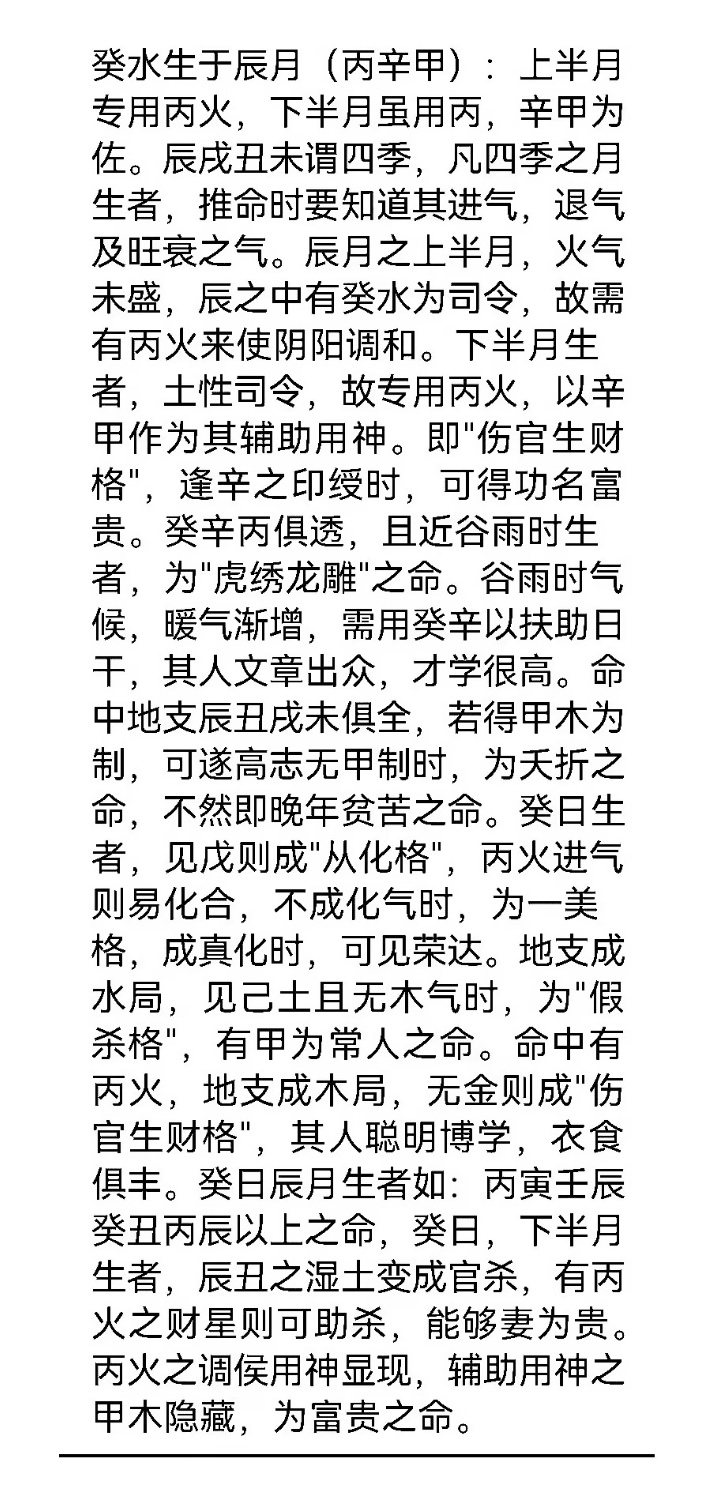 癸水生于辰月（丙辛甲）：上半月
专用丙火，下半月虽用丙，辛甲为
佐。辰戌丑未谓四季，凡四季之月
生者，推命时要知道其进气，退气
及旺衰之气。辰月之上半月，火气
未盛，辰之中有癸水为司令，故需
有丙火来使阴阳调和。下半月生
者，土性司令，故专用丙火，以辛
甲作为其辅助用神。即"伤官生财
格"，逢辛之印绶时，可得功名富
贵。癸辛丙俱透，且近谷雨时生
者，为"虎绣龙雕"之命。谷雨时气
候，暖气渐增，需用癸辛以扶助日
干，其人文章出众，才学很高。命
中地支辰丑戌未俱全，若得甲木为
制，可遂高志无甲制时，为夭折之
命，不然即晚年贫苦之命。癸日生
者，见戊则成"从化格"，丙火进气
则易化合，不成化气时，为一美
格，成真化时，可见荣达。地支成
水局，见己土且无木气时，为"假
杀格"，有甲为常人之命。命中有
丙火，地支成木局，无金则成"伤
官生财格"，其人聪明博学，衣食
俱丰。癸日辰月生者如：丙寅壬辰
癸丑丙辰以上之命，癸日，下半月
生者，辰丑之湿土变成官杀，有丙
火之财星则可助杀，能够妻为贵。
丙火之调侯用神显现，辅助用神之
甲木隐藏，为富贵之命。